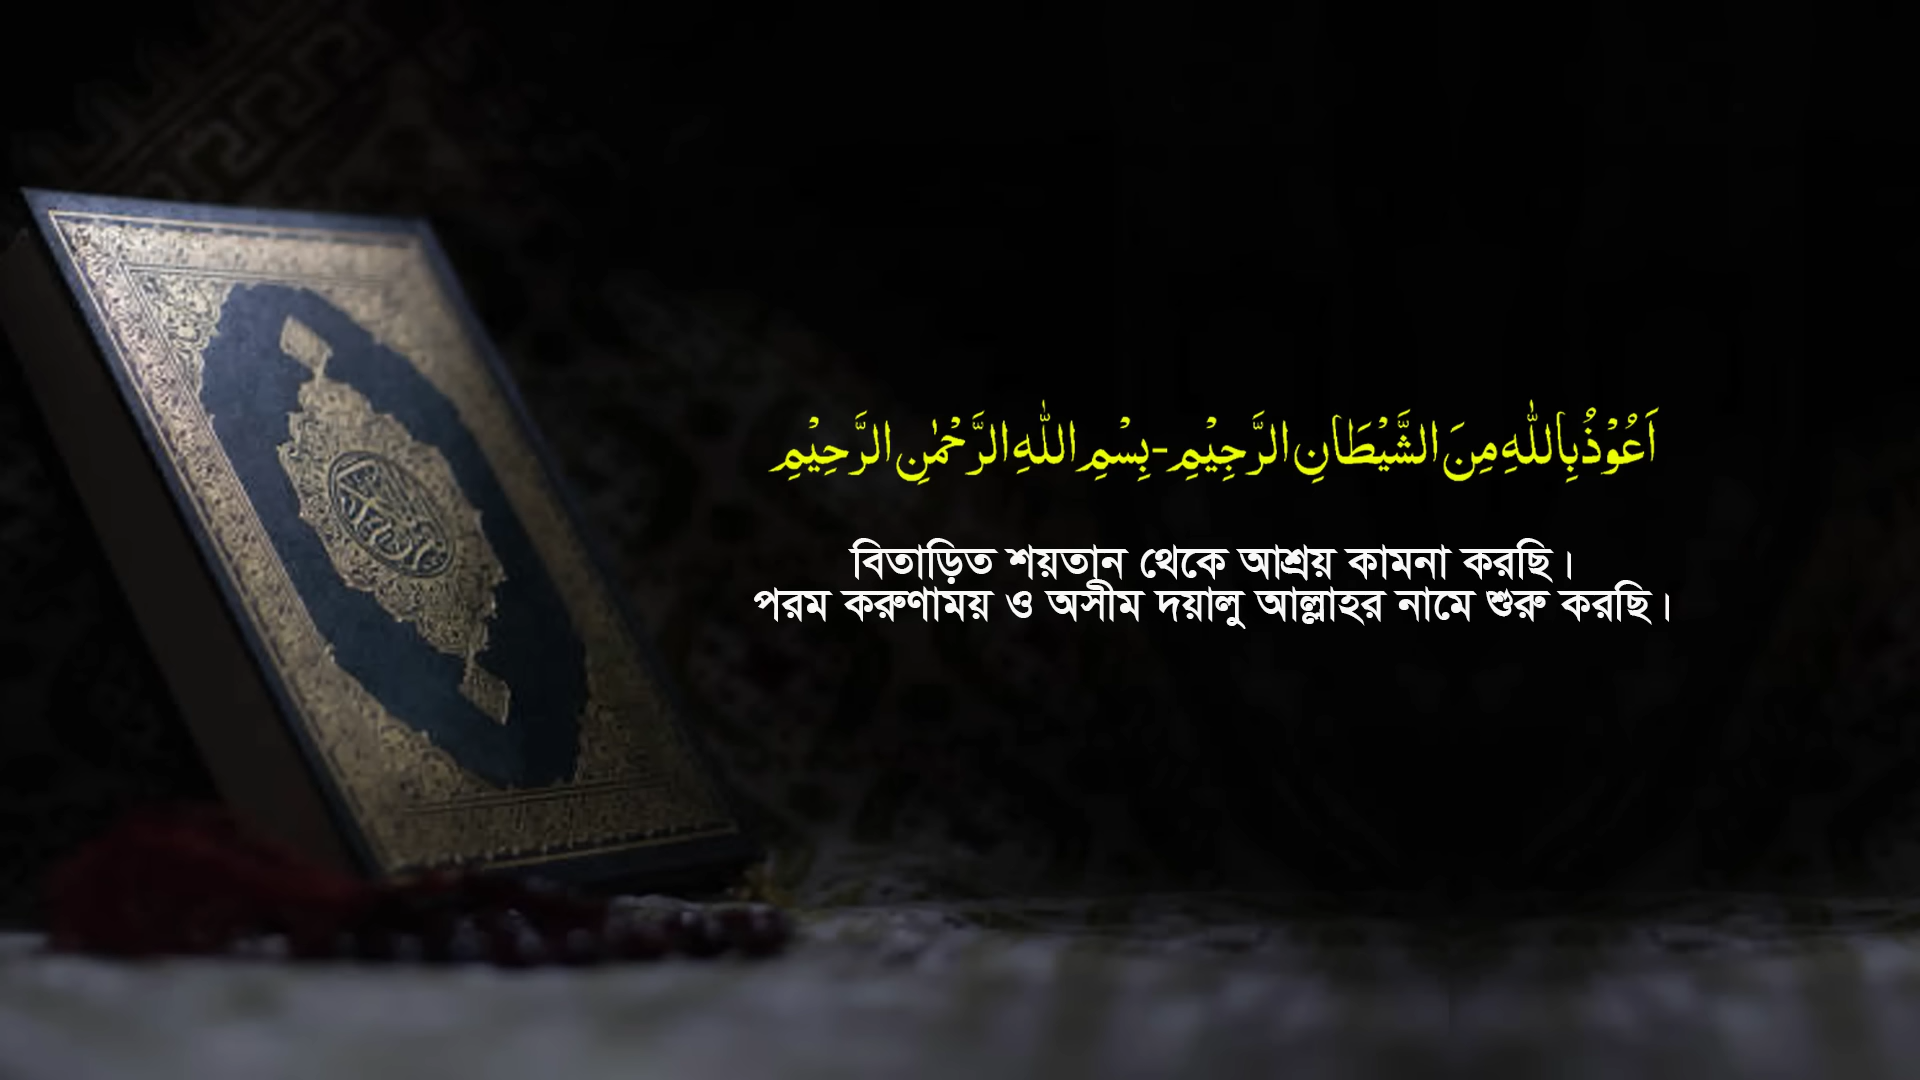 اَعُوْذُ بِاللّٰهِ مِنَ الشَّيْطَانِ الرَّجِيْمِ-بِسْمِ اللّٰهِ الرَّحْمٰنِ الرَّحِيْمِ
বিতাড়িত শয়তান থেকে আশ্রয় কামনা করছি।
পরম করুণাময় ও অসীম দয়ালু আল্লাহর নামে শুরু করছি।